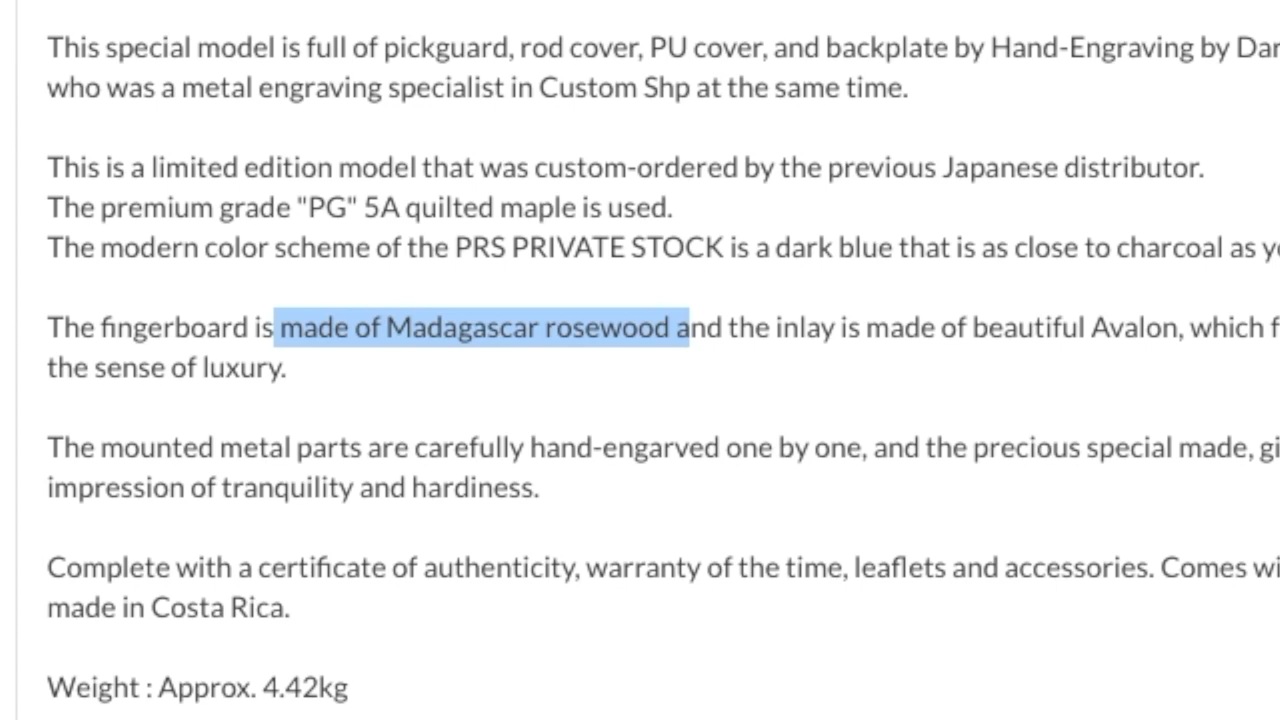 This special model is full of pickguard, rod cover, PU cover, and backplate by Hand-Engraving by
who was a metal engraving specialist in Custom Shp at the same time.
This is a limited edition model that was custom-ordered by the previous Japanese distributor.
The premium grade "PG" 5A quilted maple is used.
The modern color scheme of the PRS PRIVATE STOCK is a dark blue that is as close to charcoal as
The fingerboard is made of Madagascar rosewood and the inlay is made of beautiful Avalon, which
the sense of luxury.
The mounted metal parts are carefully hand-engarved one by one, and the precious special made,
impression of tranquility and hardiness.
Complete with a certificate of authenticity, warranty of the time, leaflets and accessories. Comes
made in Costa Rica.
Weight : Approx. 4.42kg